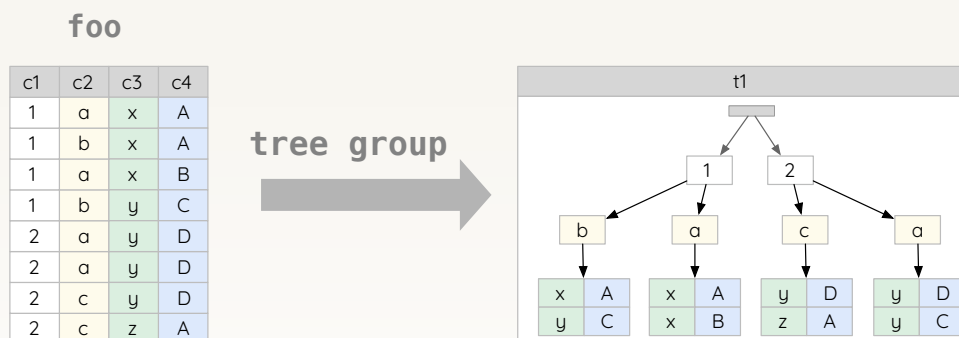 foo
c1 c2 c3 c4
1 a x A
1 b x A
1 a x B
1 b y C
2 a y D
2 a y D
2 c y D
2 c z A
tree group
t1
1 2
b a c a
x A x A y D y D
y C x B z A y C